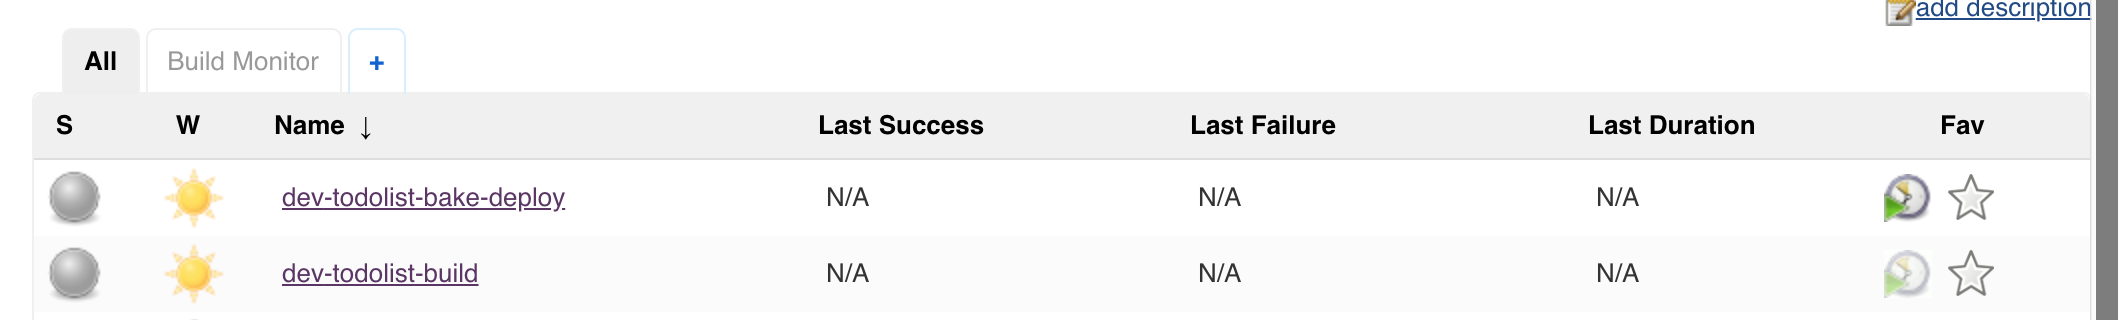 add description
All Build Monitor +
S W Name ↓ Last Success Last Failure Last Duration Fav
dev-todolist-bake-deploy N/A N/A N/A
dev-todolist-build N/A N/A N/A